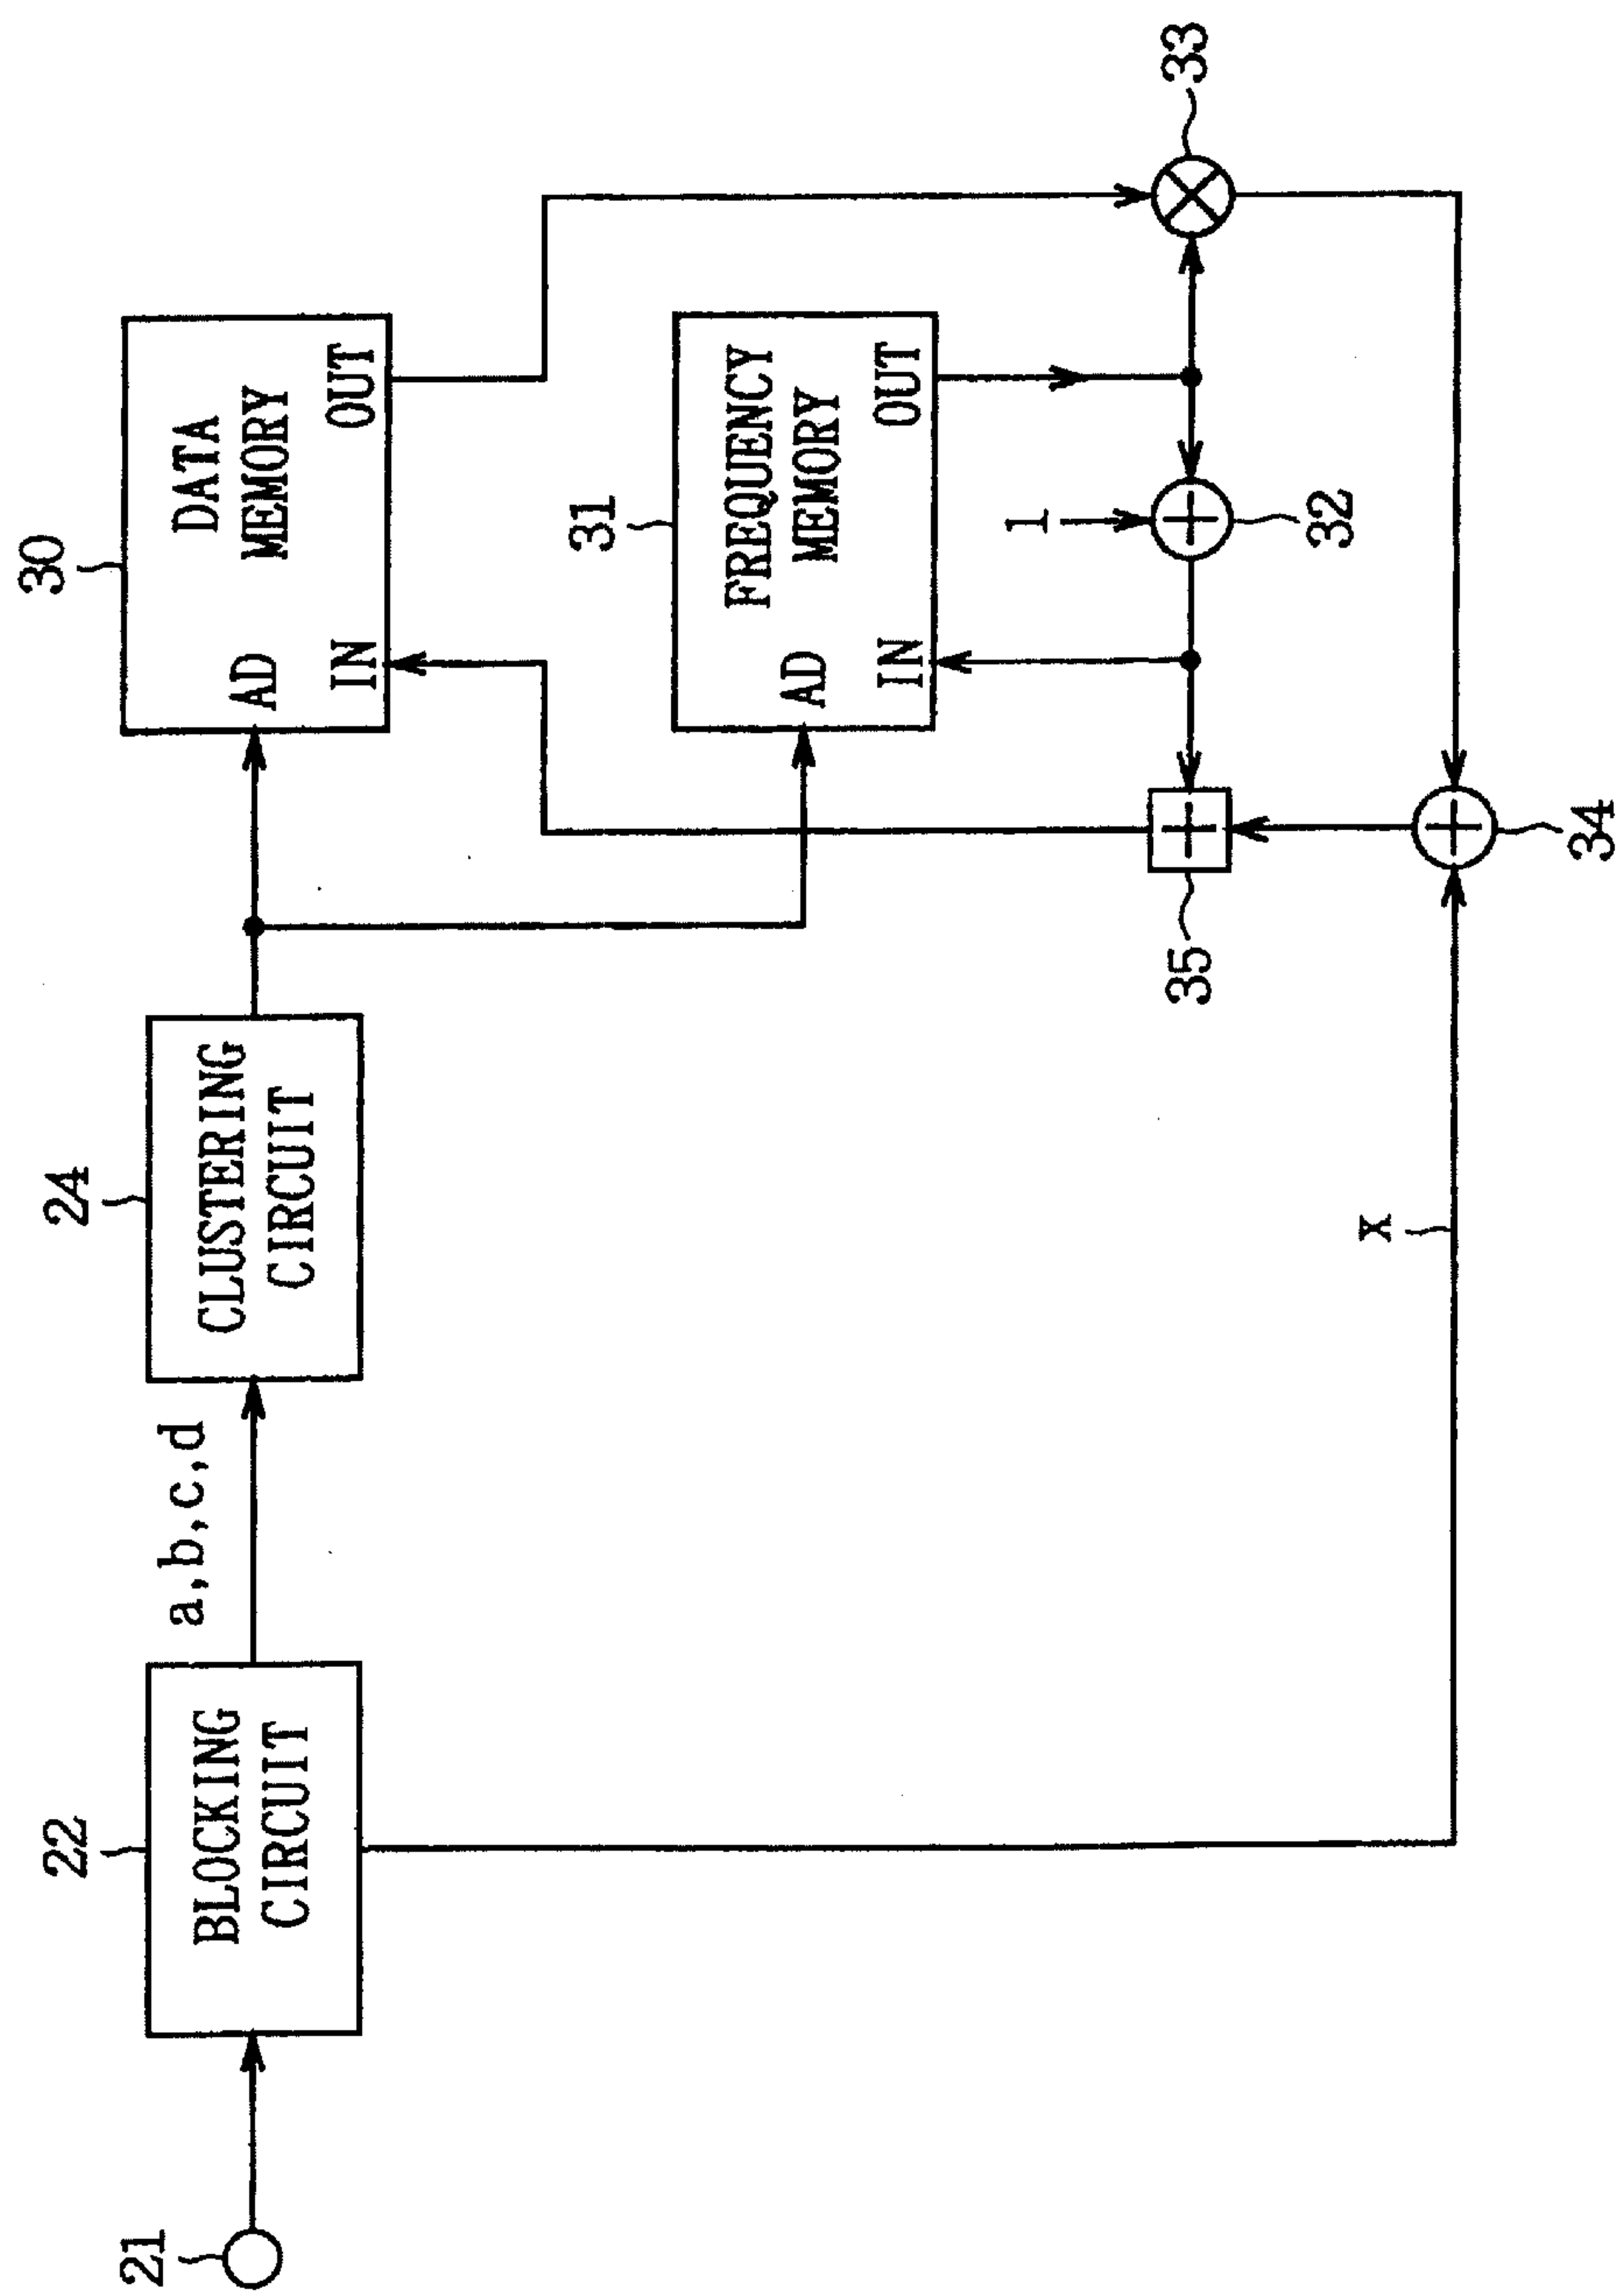 21
22
BLOCKING
CIRCUIT
a,b,c,d
24
CLUSTERING
CIRCUIT
30
DATA
MEMORY
AD
IN
OUT
31
FREQUENCY
MEMORY
AD
IN
OUT
1
32
33
35
34
x